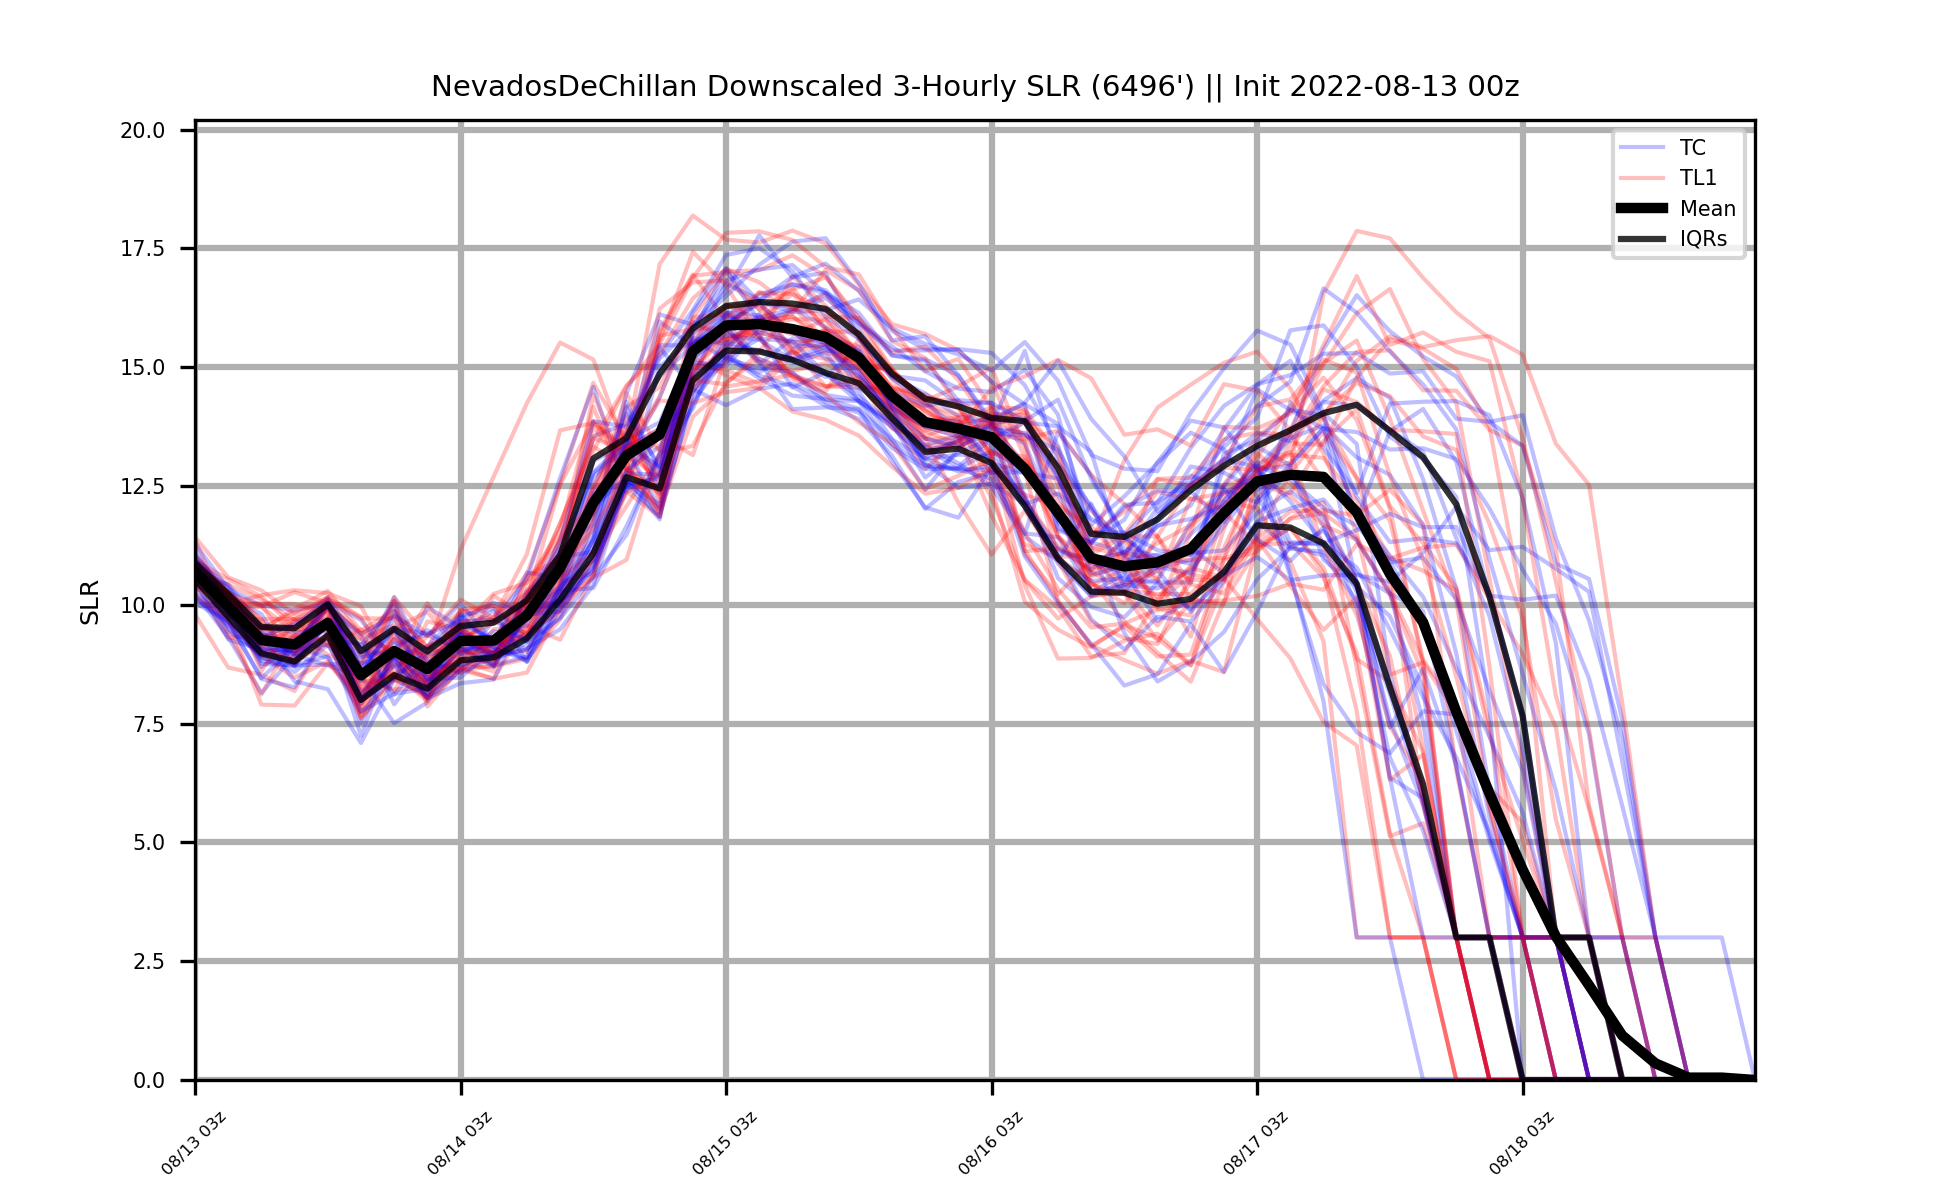 NevadosDeChillan Downscaled 3-Hourly SLR (6496') || Init 2022-08-13 00z
20.0
17.5
15.0
12.5
10.0
7.5
5.0
2.5
0.0
SLR
TC
TL1
Mean
IQRs
08/13 03z
08/14 03z
08/15 03z
08/16 03z
08/17 03z
08/18 03z